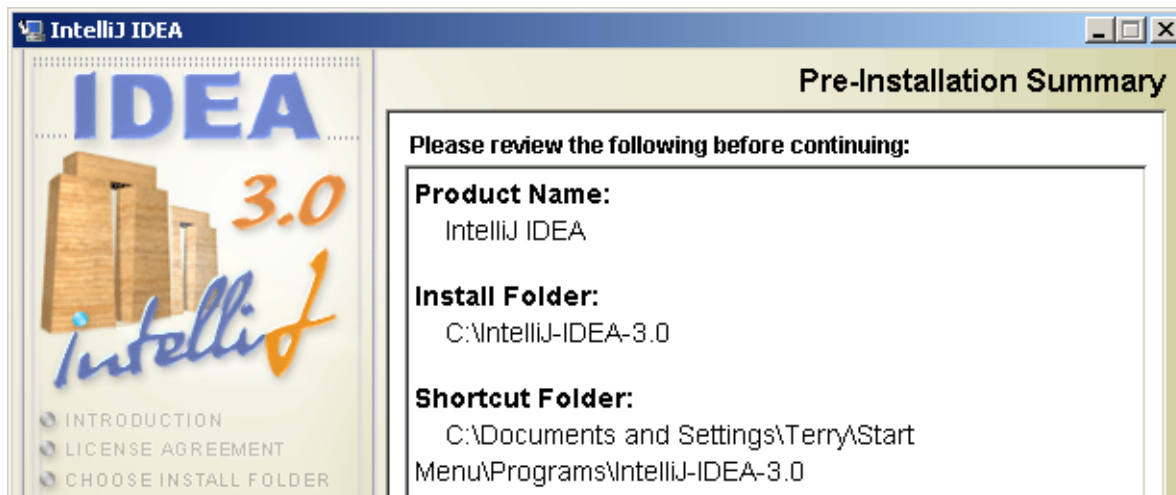 IntelliJ IDEA
IDEA
3.0
IntelliJ
INTRODUCTION
LICENSE AGREEMENT
CHOOSE INSTALL FOLDER
Pre-Installation Summary
Please review the following before continuing:
Product Name:
IntelliJ IDEA
Install Folder:
C:\IntelliJ-IDEA-3.0
Shortcut Folder:
C:\Documents and Settings\Terry\Start
Menu\Programs\IntelliJ-IDEA-3.0